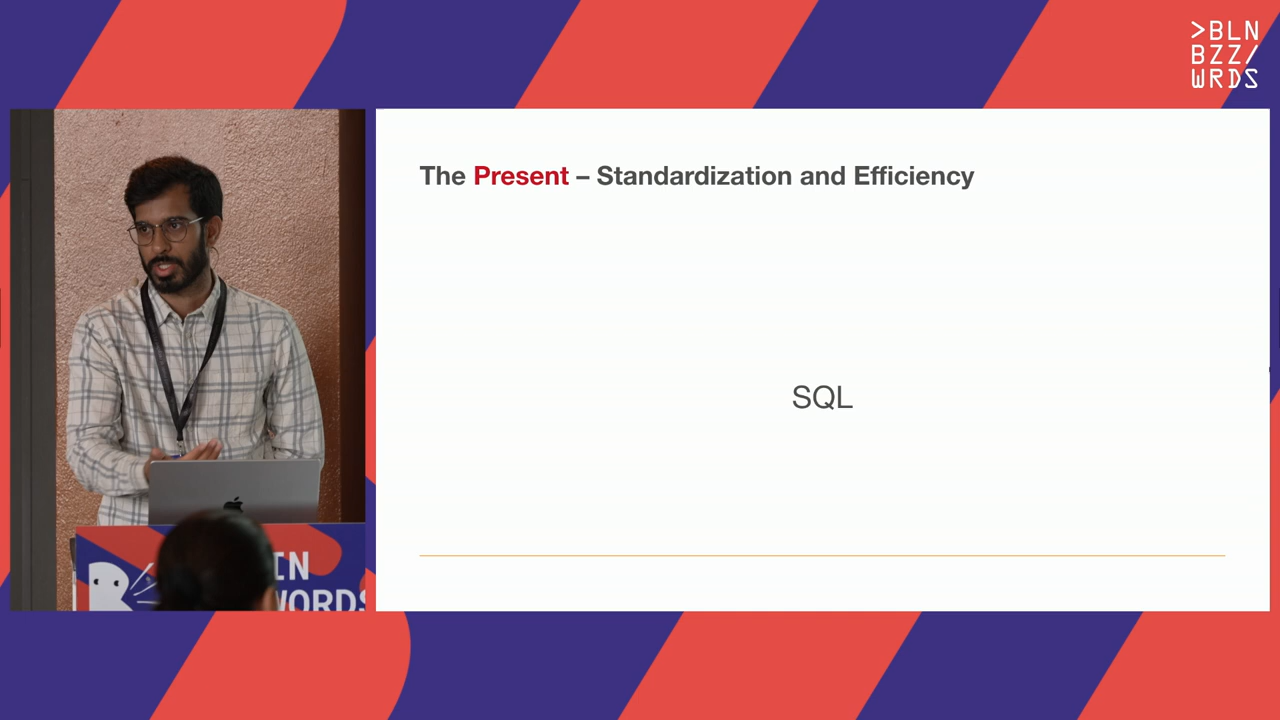 >BLN
BZZ/
WRDS
The Present – Standardization and Efficiency
SQL